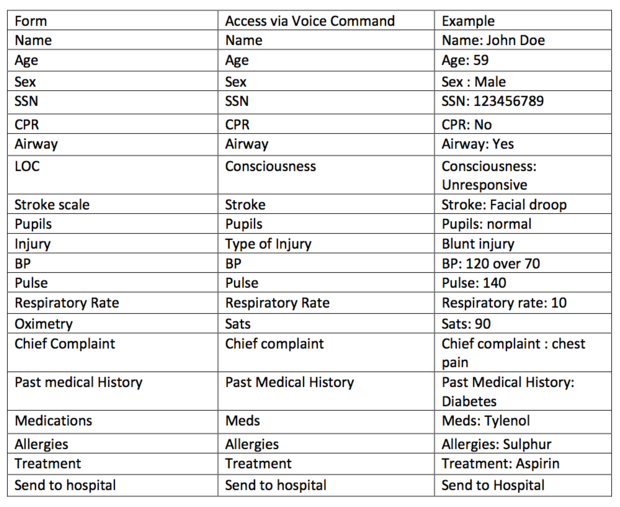 Form Access via Voice Command Example
Name Name Name: John Doe
Age Age Age: 59
Sex Sex Sex : Male
SSN SSN SSN: 123456789
CPR CPR CPR: No
Airway Airway Airway: Yes
LOC Consciousness Consciousness:
Unresponsive
Stroke scale Stroke Stroke: Facial droop
Pupils Pupils Pupils: normal
Injury Type of Injury Blunt injury
BP BP BP: 120 over 70
Pulse Pulse Pulse: 140
Respiratory Rate Respiratory Rate Respiratory rate: 10
Oximetry Sats Sats: 90
Chief Complaint Chief complaint Chief complaint : chest
pain
Past medical History Past Medical History Past Medical History:
Diabetes
Medications Meds Meds: Tylenol
Allergies Allergies Allergies: Sulphur
Treatment Treatment Treatment: Aspirin
Send to hospital Send to hospital Send to Hospital